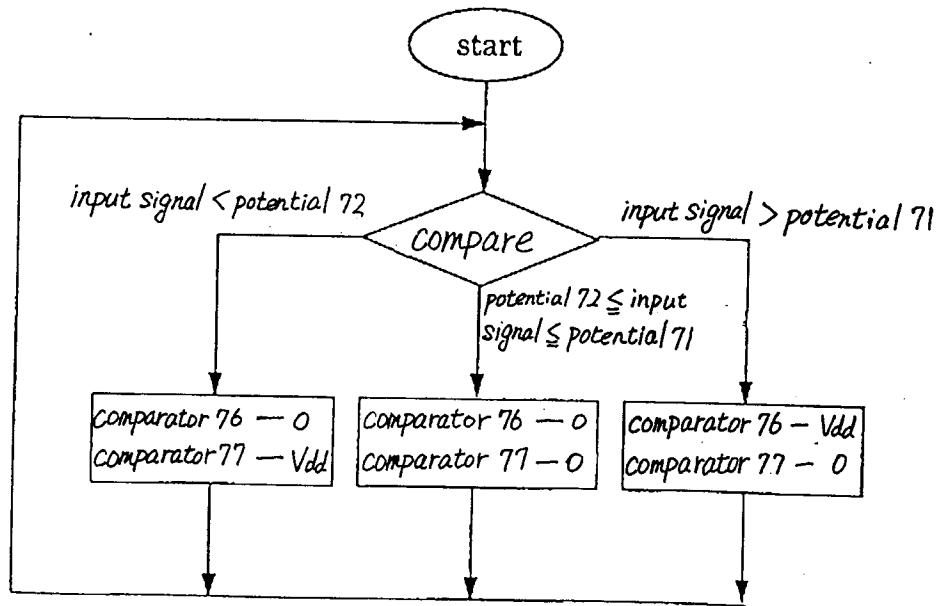 start
input signal < potential 72
input signal > potential 71
compare
potential 72 ≦ input
signal ≦ potential 71
comparator 76 — 0
comparator 77 — Vdd
comparator 76 — 0
comparator 77 — 0
comparator 76 — Vdd
comparator 77 — 0